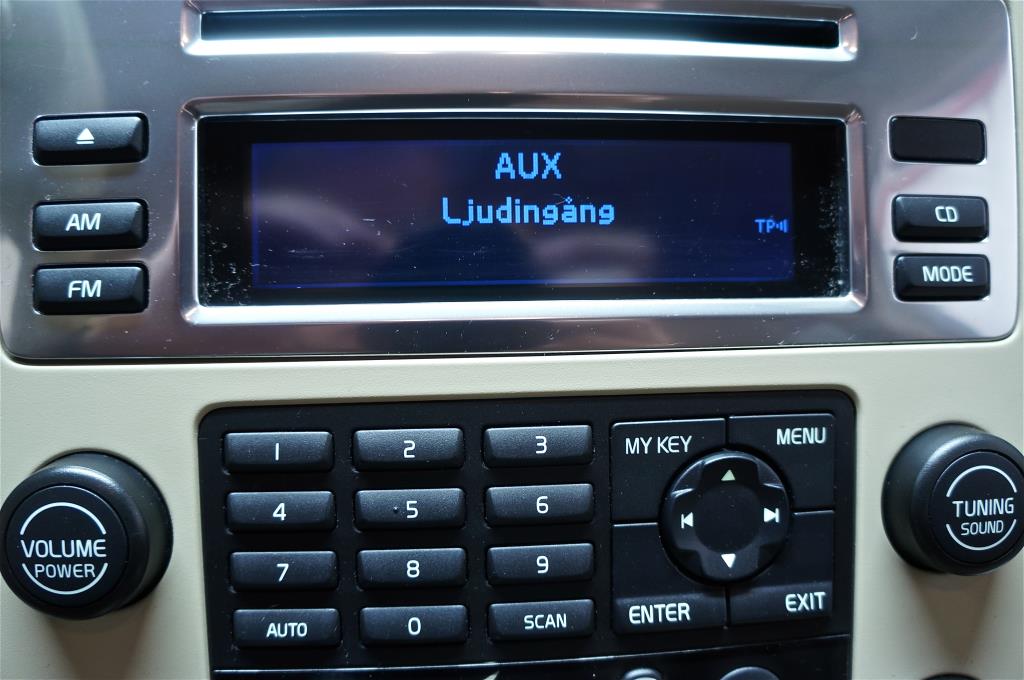 AUX
Ljudingång
TP
AM
FM
CD
MODE
1 2 3
4 5 6
7 8 9
AUTO 0 SCAN
MY KEY MENU
ENTER EXIT
VOLUME
POWER
TUNING
SOUND